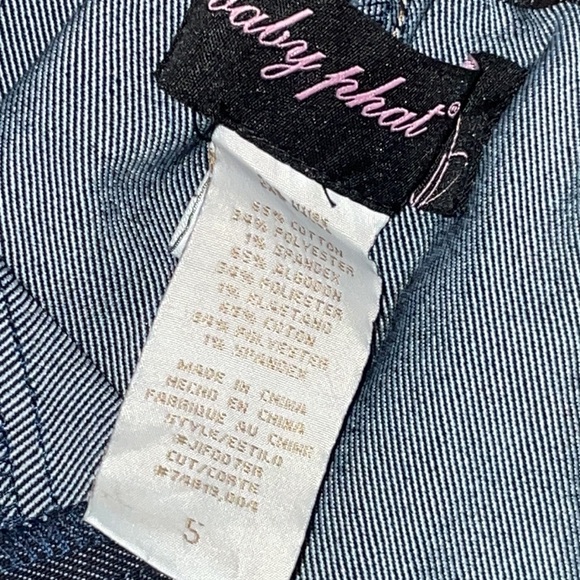 baby phat®
65% COTTON
34% POLYESTER
1% SPANDEX
65% ALGODON
34% POLIESTER
1% ELASTANO
65% COTON
34% POLYESTER
1% SPANDEX
MADE IN CHINA
HECHO EN CHINA
FABRIQUE AU CHINE
STYLE/ESTILO
CUT/CORTE
5